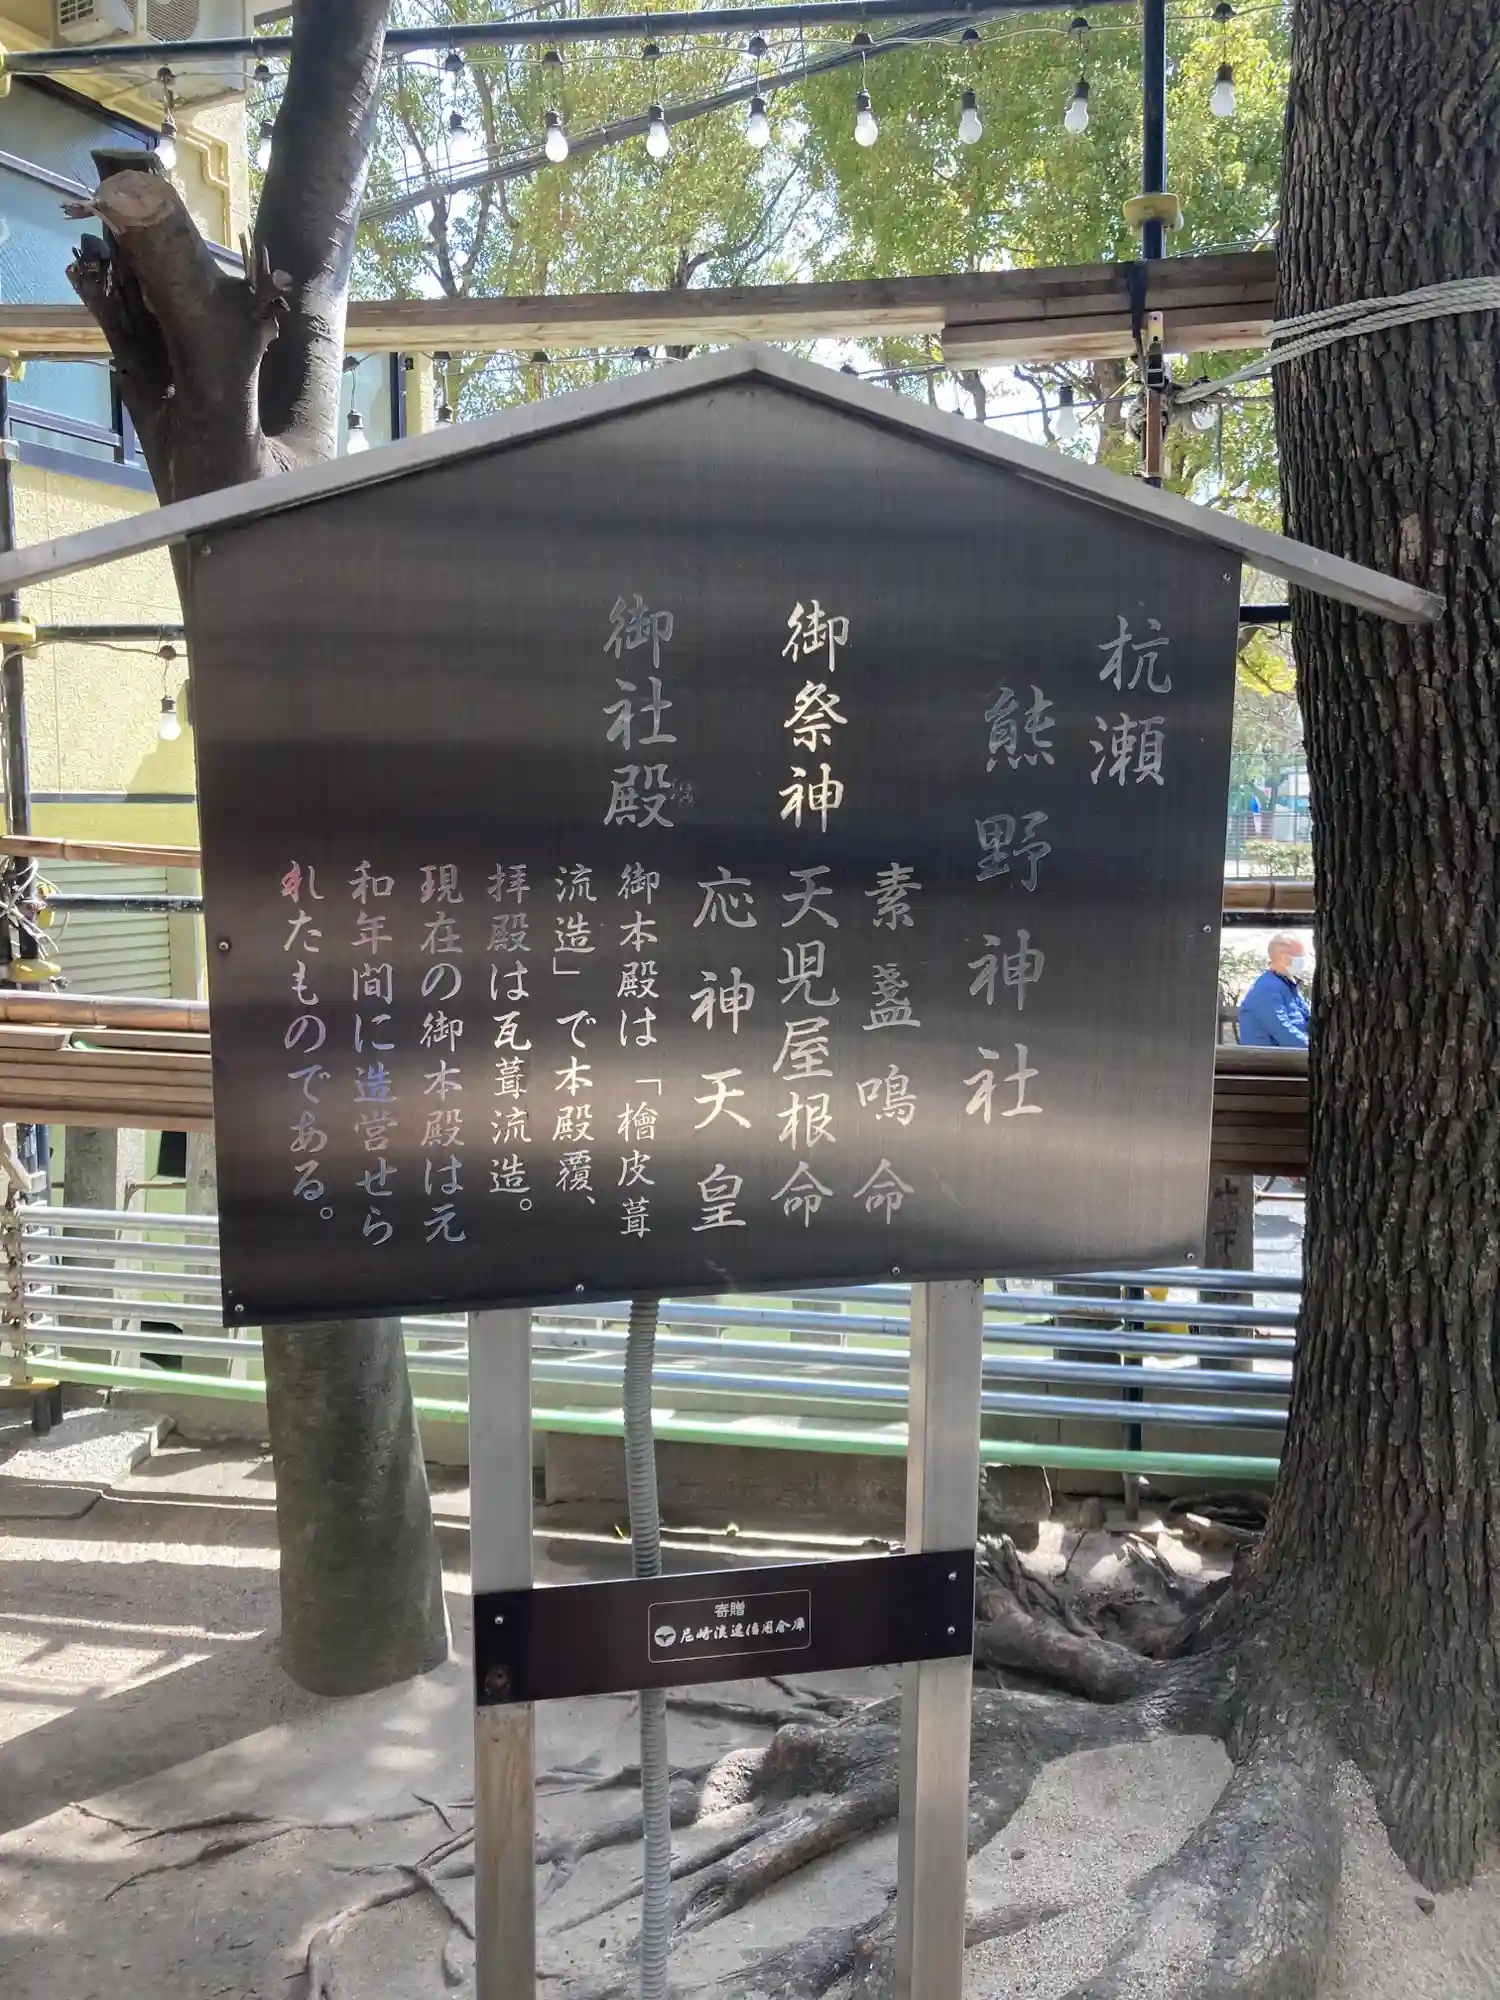 杭瀬
熊野神社
御祭神
素盞鳴命
天児屋根命
応神天皇
御社殿
御本殿は「檜皮葺
流造」で本殿覆、
拝殿は瓦葺流造。
現在の御本殿は元
和年間に造営せら
れたものである。
寄贈
尼崎浪速信用金庫